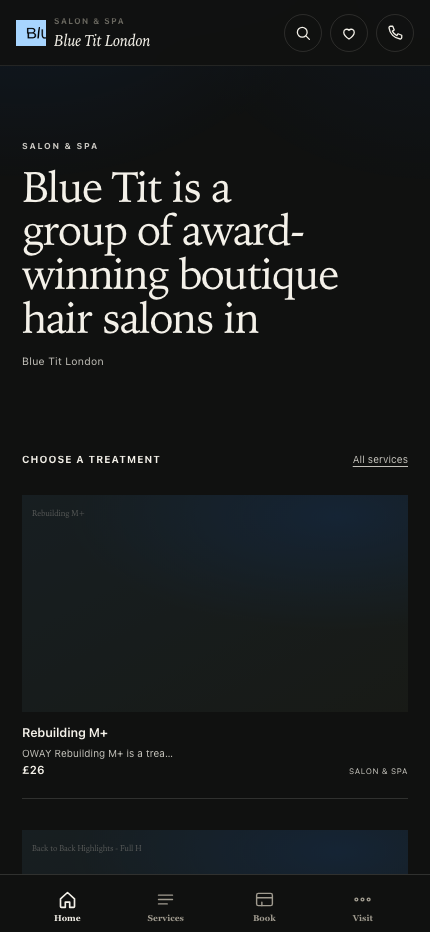 Blu
SALON & SPA
Blue Tit London
SALON & SPA
Blue Tit is a
group of award-
winning boutique
hair salons in
Blue Tit London
CHOOSE A TREATMENT
All services
Rebuilding M+
Rebuilding M+
OWAY Rebuilding M+ is a trea...
£26
SALON & SPA
Back to Back Highlights - Full H
Home
Services
Book
Visit